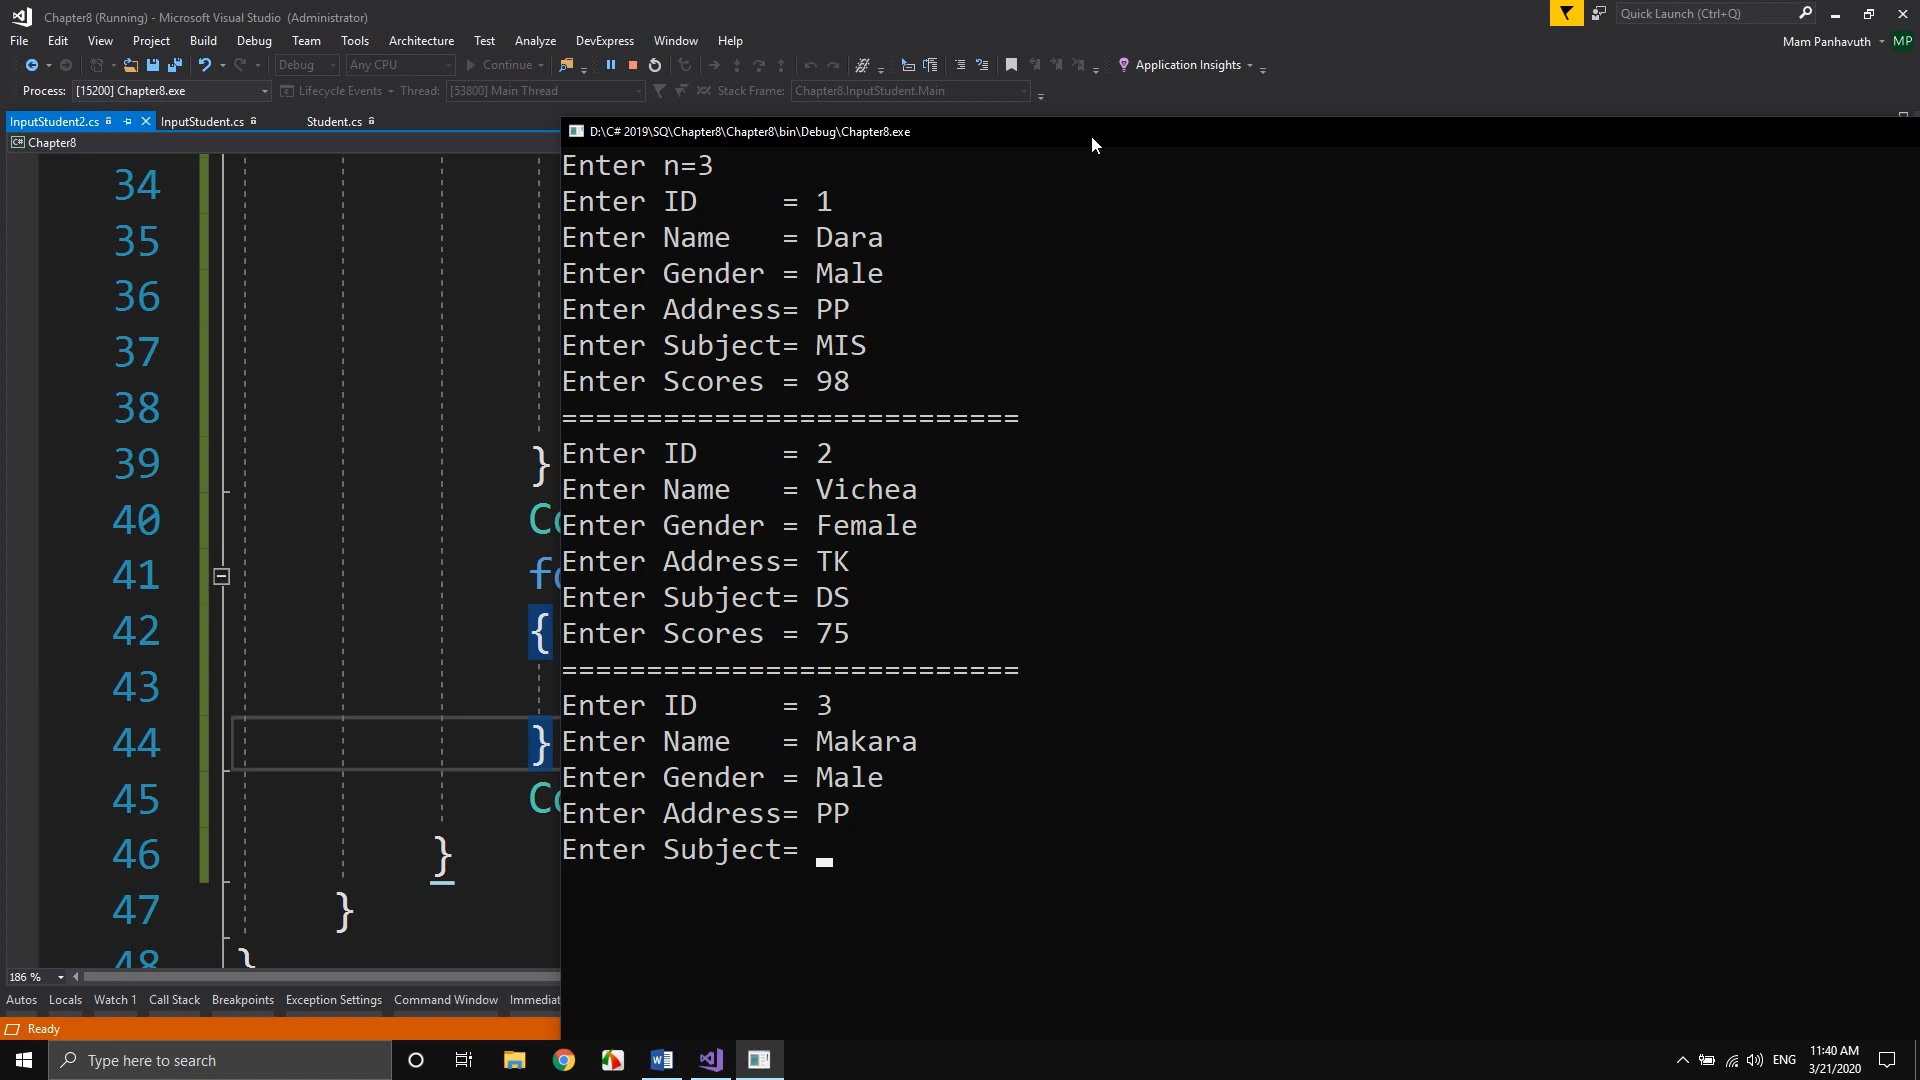 Chapter8 (Running) - Microsoft Visual Studio (Administrator)
Quick Launch (Ctrl+Q)
File Edit View Project Build Debug Team Tools Architecture Test Analyze DevExpress Window Help
Mam Panhavuth MP
Debug Any CPU Continue Application Insights
Process: [15200] Chapter8.exe Lifecycle Events Thread: [53800] Main Thread Stack Frame: Chapter8.InputStudent.Main
InputStudent2.cs InputStudent.cs Student.cs
C# Chapter8
D:\C# 2019\SQ\Chapter8\Chapter8\bin\Debug\Chapter8.exe
Enter n=3
Enter ID     = 1
Enter Name   = Dara
Enter Gender = Male
Enter Address= PP
Enter Subject= MIS
Enter Scores = 98
===========================
Enter ID     = 2
Enter Name   = Vichea
Enter Gender = Female
Enter Address= TK
Enter Subject= DS
Enter Scores = 75
===========================
Enter ID     = 3
Enter Name   = Makara
Enter Gender = Male
Enter Address= PP
Enter Subject=
34
35
36
37
38
39 }
40 Co
41 fo
42 {
43
44 }
45 Co
46 }
47 }
48 }
186 %
Autos Locals Watch 1 Call Stack Breakpoints Exception Settings Command Window Immediat
Ready
Type here to search
ENG
11:40 AM
3/21/2020